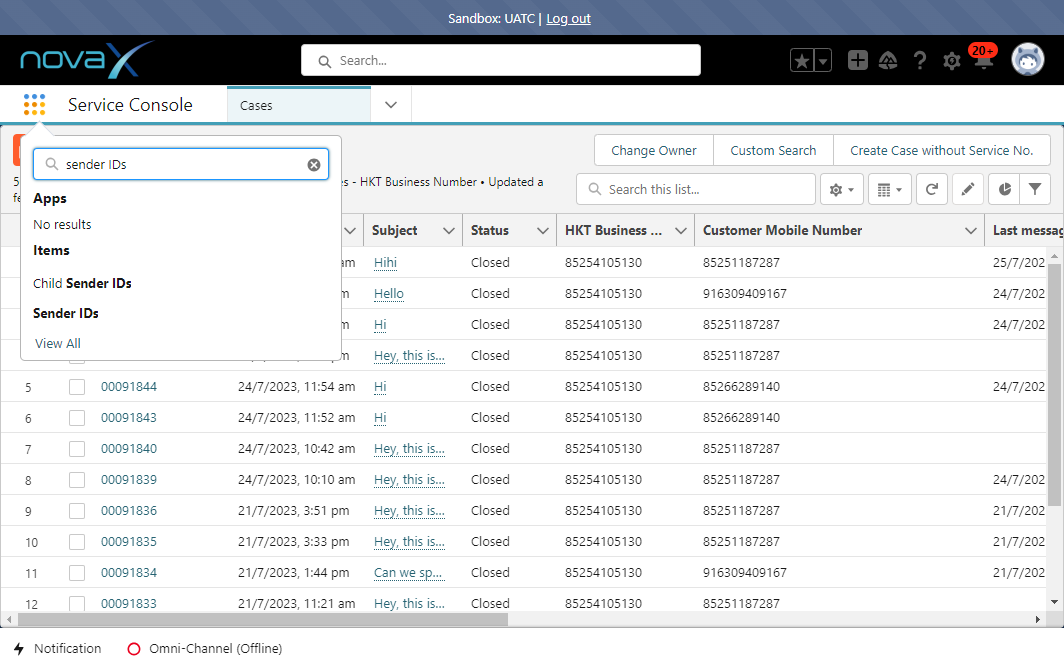 Sandbox: UATC | Log out
novaX
Search...
20+
Service Console
Cases
sender IDs
Apps
No results
Items
Child Sender IDs
Sender IDs
View All
Change Owner
Custom Search
Create Case without Service No.
5
s - HKT Business Number • Updated a
fe
Search this list...
Subject
Status
HKT Business ...
Customer Mobile Number
Last messag
am Hihi Closed 85254105130 85251187287 25/7/202
m Hello Closed 85254105130 916309409167 24/7/202
m Hi Closed 85254105130 85251187287 24/7/202
Hey, this is... Closed 85254105130 85251187287
5 00091844 24/7/2023, 11:54 am Hi Closed 85254105130 85266289140 24/7/202
6 00091843 24/7/2023, 11:52 am Hi Closed 85254105130 85266289140
7 00091840 24/7/2023, 10:42 am Hey, this is... Closed 85254105130 85251187287
8 00091839 24/7/2023, 10:10 am Hey, this is... Closed 85254105130 85251187287 24/7/202
9 00091836 21/7/2023, 3:51 pm Hey, this is... Closed 85254105130 85251187287 21/7/202
10 00091835 21/7/2023, 3:33 pm Hey, this is... Closed 85254105130 85251187287 21/7/202
11 00091834 21/7/2023, 1:44 pm Can we sp... Closed 85254105130 916309409167 21/7/202
12 00091833 21/7/2023, 11:21 am Hey, this is... Closed 85254105130 85251187287
Notification
Omni-Channel (Offline)